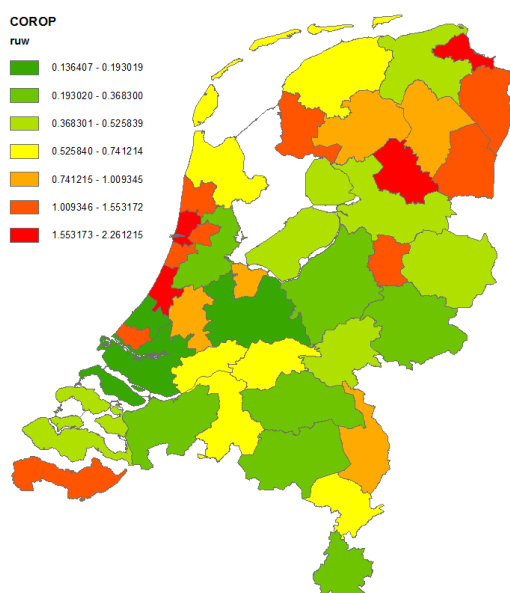 COROP
ruw
0.136407 - 0.193019
0.193020 - 0.368300
0.368301 - 0.525839
0.525840 - 0.741214
0.741215 - 1.009345
1.009346 - 1.553172
1.553173 - 2.261215